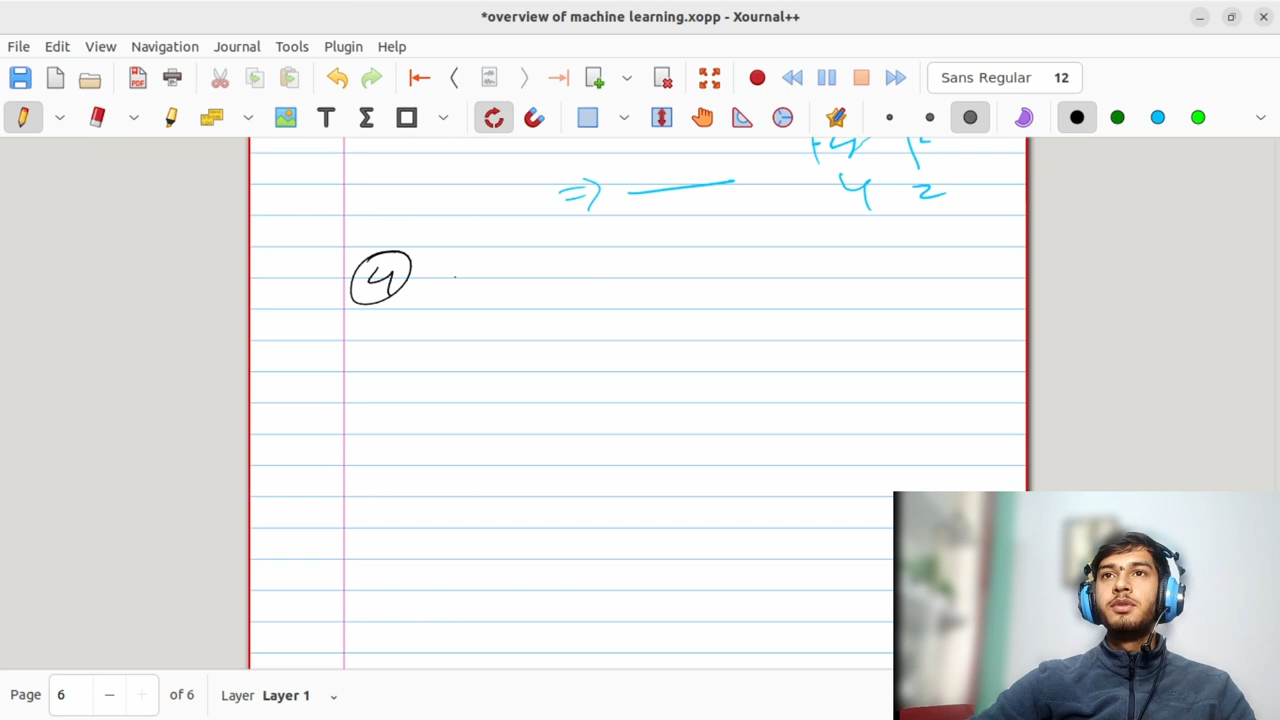 *overview of machine learning.xopp - Xournal++
File Edit View Navigation Journal Tools Plugin Help
Sans Regular 12
4 2
=>
4
Page 6 of 6 Layer Layer 1